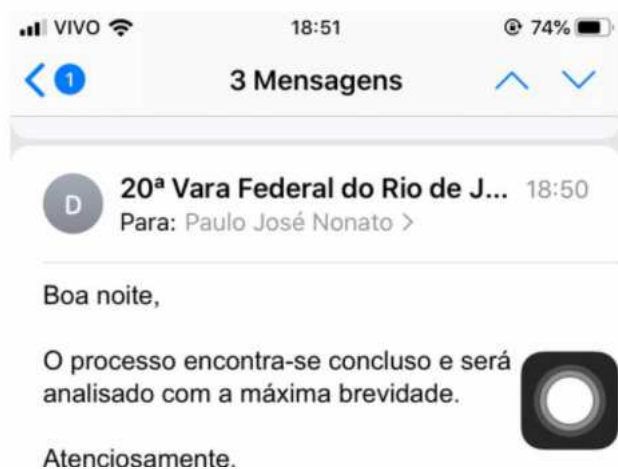 VIVO 18:51 74%
1 3 Mensagens
D 20ª Vara Federal do Rio de J... 18:50
Para: Paulo José Nonato >
Boa noite,
O processo encontra-se concluso e será
analisado com a máxima brevidade.
Atenciosamente.